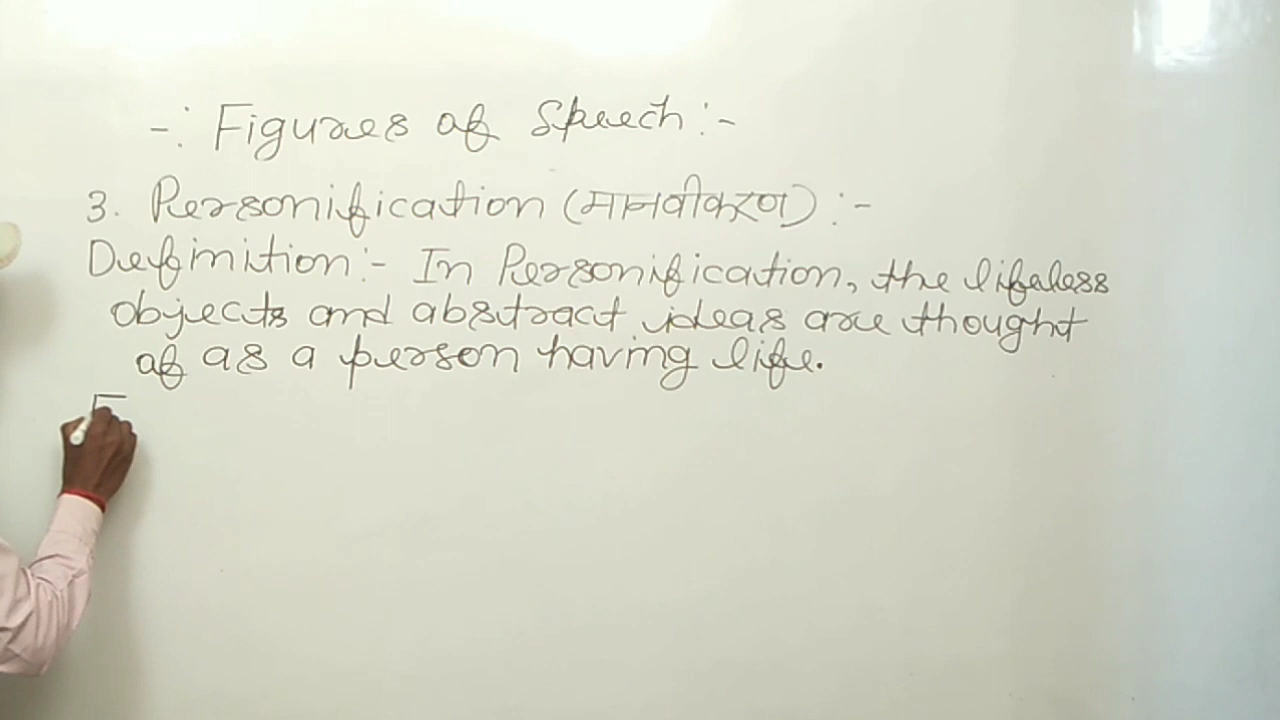 -: Figures of Speech :-
3. Personification (मानवीकरण) :-
Definition :- In Personification, the lifeless
objects and abstract ideas are thought
of as a person having life.